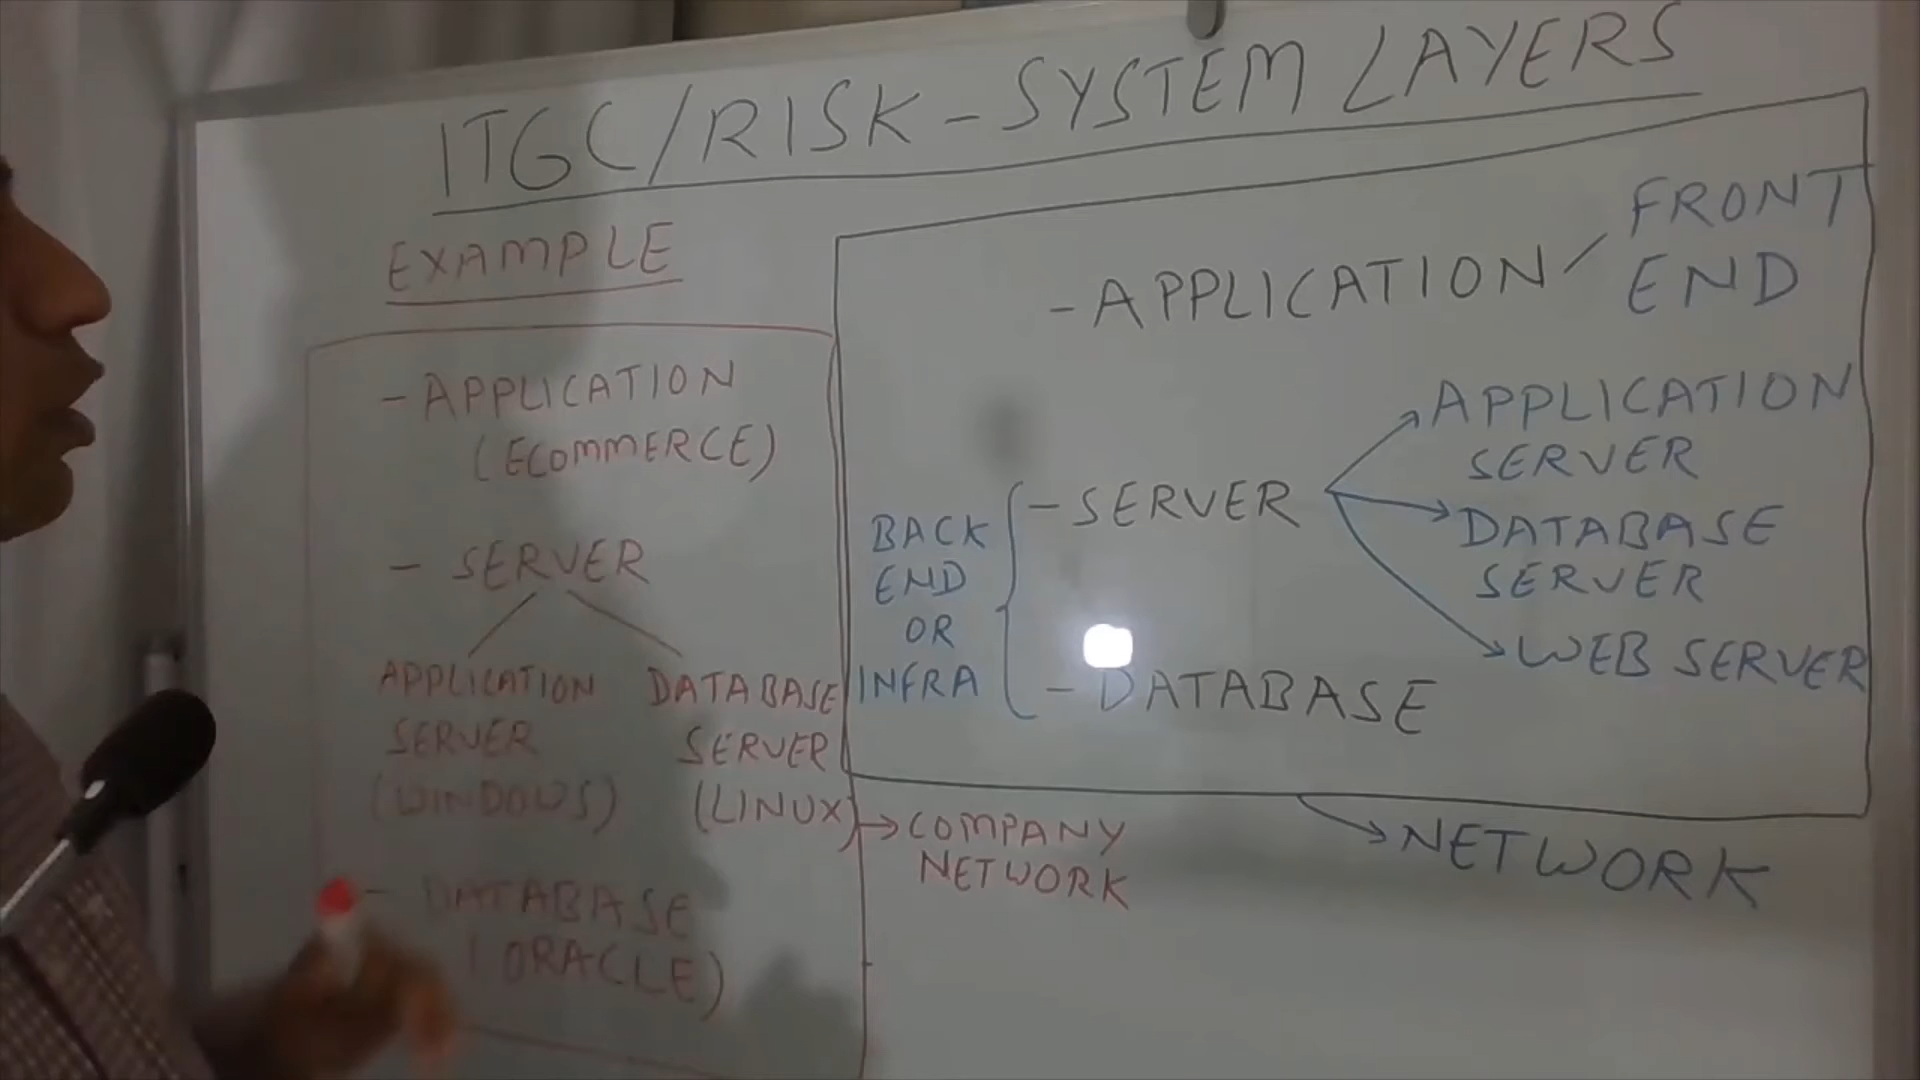 ITGC/RISK-SYSTEM LAYERS
EXAMPLE
- APPLICATION
(ECOMMERCE)
- SERVER
APPLICATION
SERVER
(WINDOWS)
DATABASE
SERVER
(LINUX)
- DATABASE
(ORACLE)
→ COMPANY
NETWORK
- APPLICATION / FRONT
END
BACK
END
OR
INFRA
- SERVER
→ APPLICATION
SERVER
→ DATABASE
SERVER
→ WEB SERVER
- DATABASE
→ NETWORK